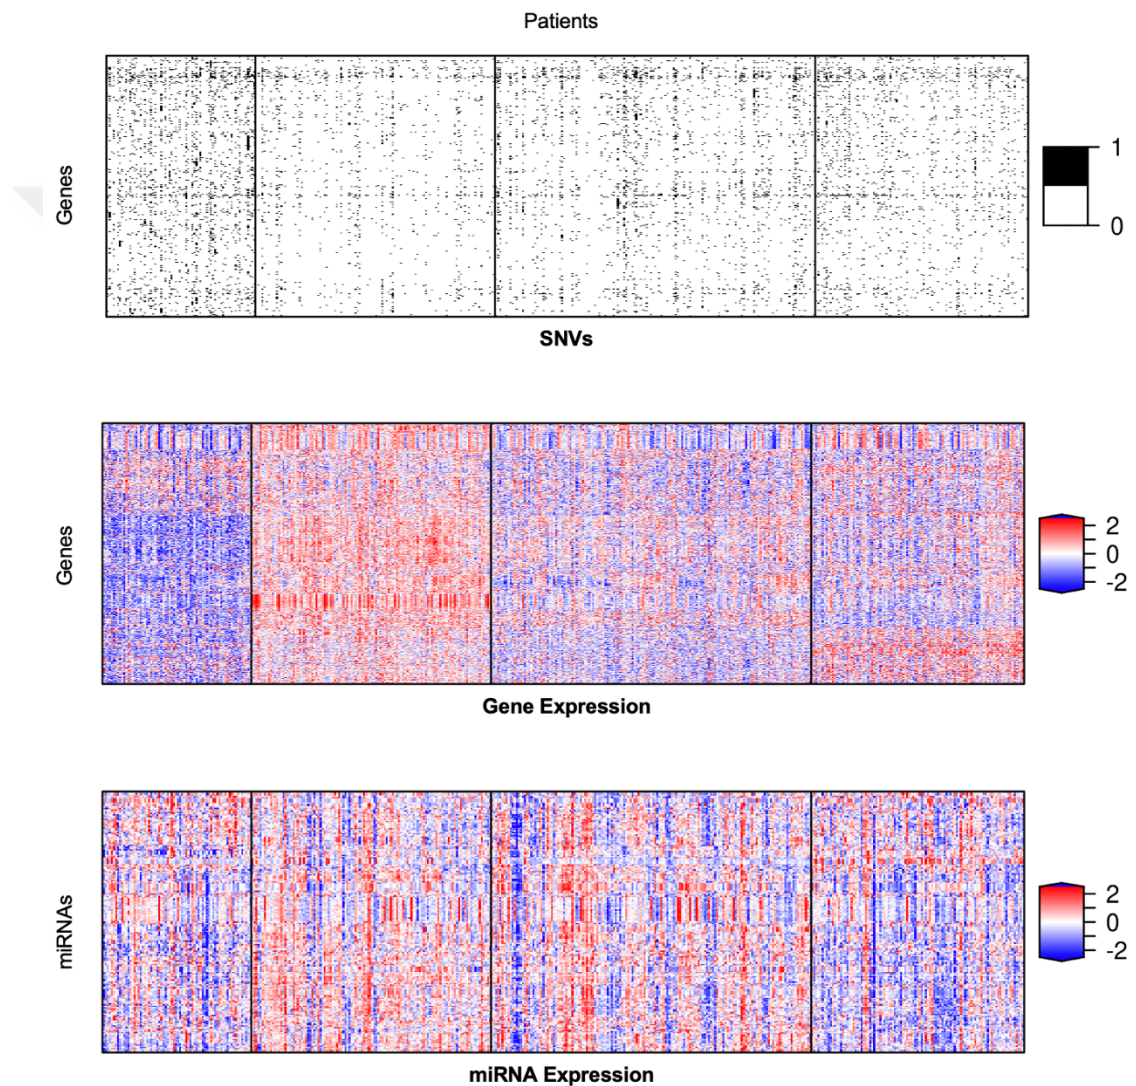 Patients
Genes
1
0
SNVs
Genes
2
0
-2
Gene Expression
miRNAs
2
0
-2
miRNA Expression